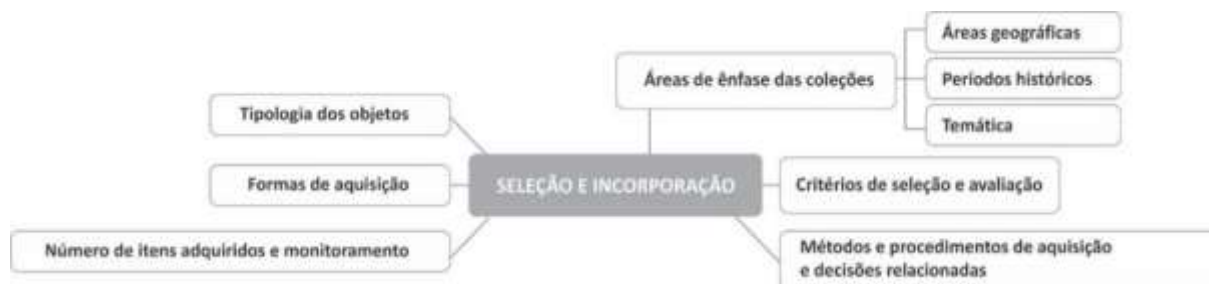 Áreas geográficas
Áreas de ênfase das coleções
Períodos históricos
Temática
Tipologia dos objetos
Formas de aquisição
SELEÇÃO E INCORPORAÇÃO
Critérios de seleção e avaliação
Número de itens adquiridos e monitoramento
Métodos e procedimentos de aquisição
e decisões relacionadas